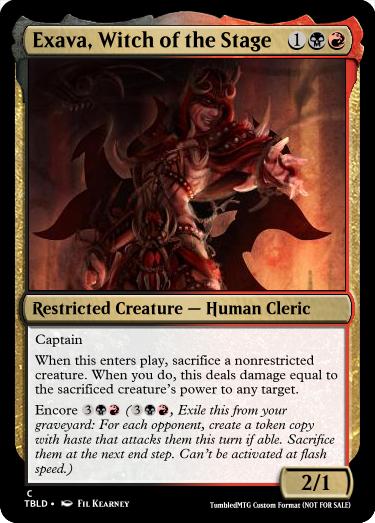 Exava, Witch of the Stage 1
Restricted Creature — Human Cleric
Captain
When this enters play, sacrifice a nonrestricted
creature. When you do, this deals damage equal to
the sacrificed creature's power to any target.
Encore 3 (3, Exile this from your
graveyard: For each opponent, create a token copy
with haste that attacks them this turn if able. Sacrifice
them at the next end step. Can't be activated at flash
speed.)
2/1
C
TBLD • Fil Kearney
TumbledMTG Custom Format (NOT FOR SALE)